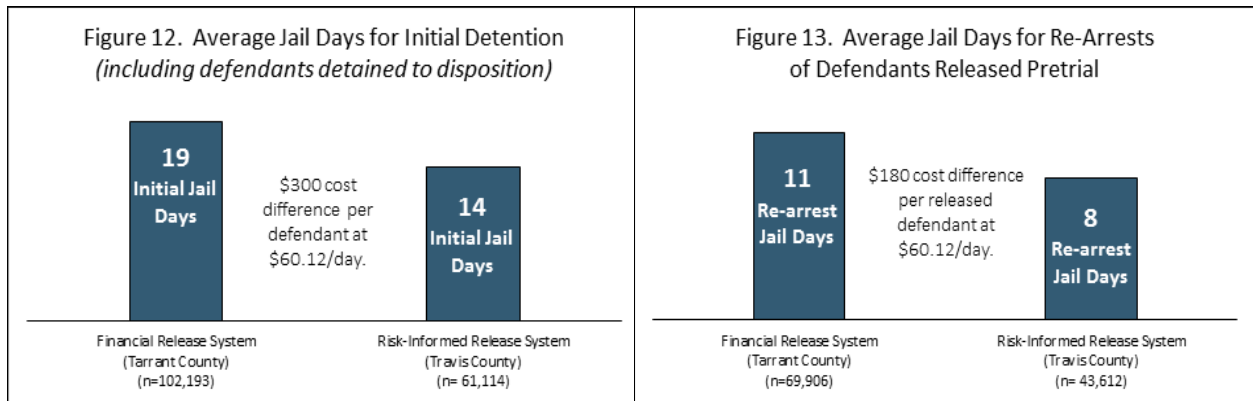 Figure 12. Average Jail Days for Initial Detention
(including defendants detained to disposition)
19
Initial Jail
Days
$300 cost
difference per
defendant at
$60.12/day.
14
Initial Jail
Days
Financial Release System
(Tarrant County)
(n=102,193)
Risk-Informed Release System
(Travis County)
(n= 61,114)
Figure 13. Average Jail Days for Re-Arrests
of Defendants Released Pretrial
11
Re-arrest
Jail Days
$180 cost difference
per released
defendant at
$60.12/day.
8
Re-arrest
Jail Days
Financial Release System
(Tarrant County)
(n=69,906)
Risk-Informed Release System
(Travis County)
(n= 43,612)